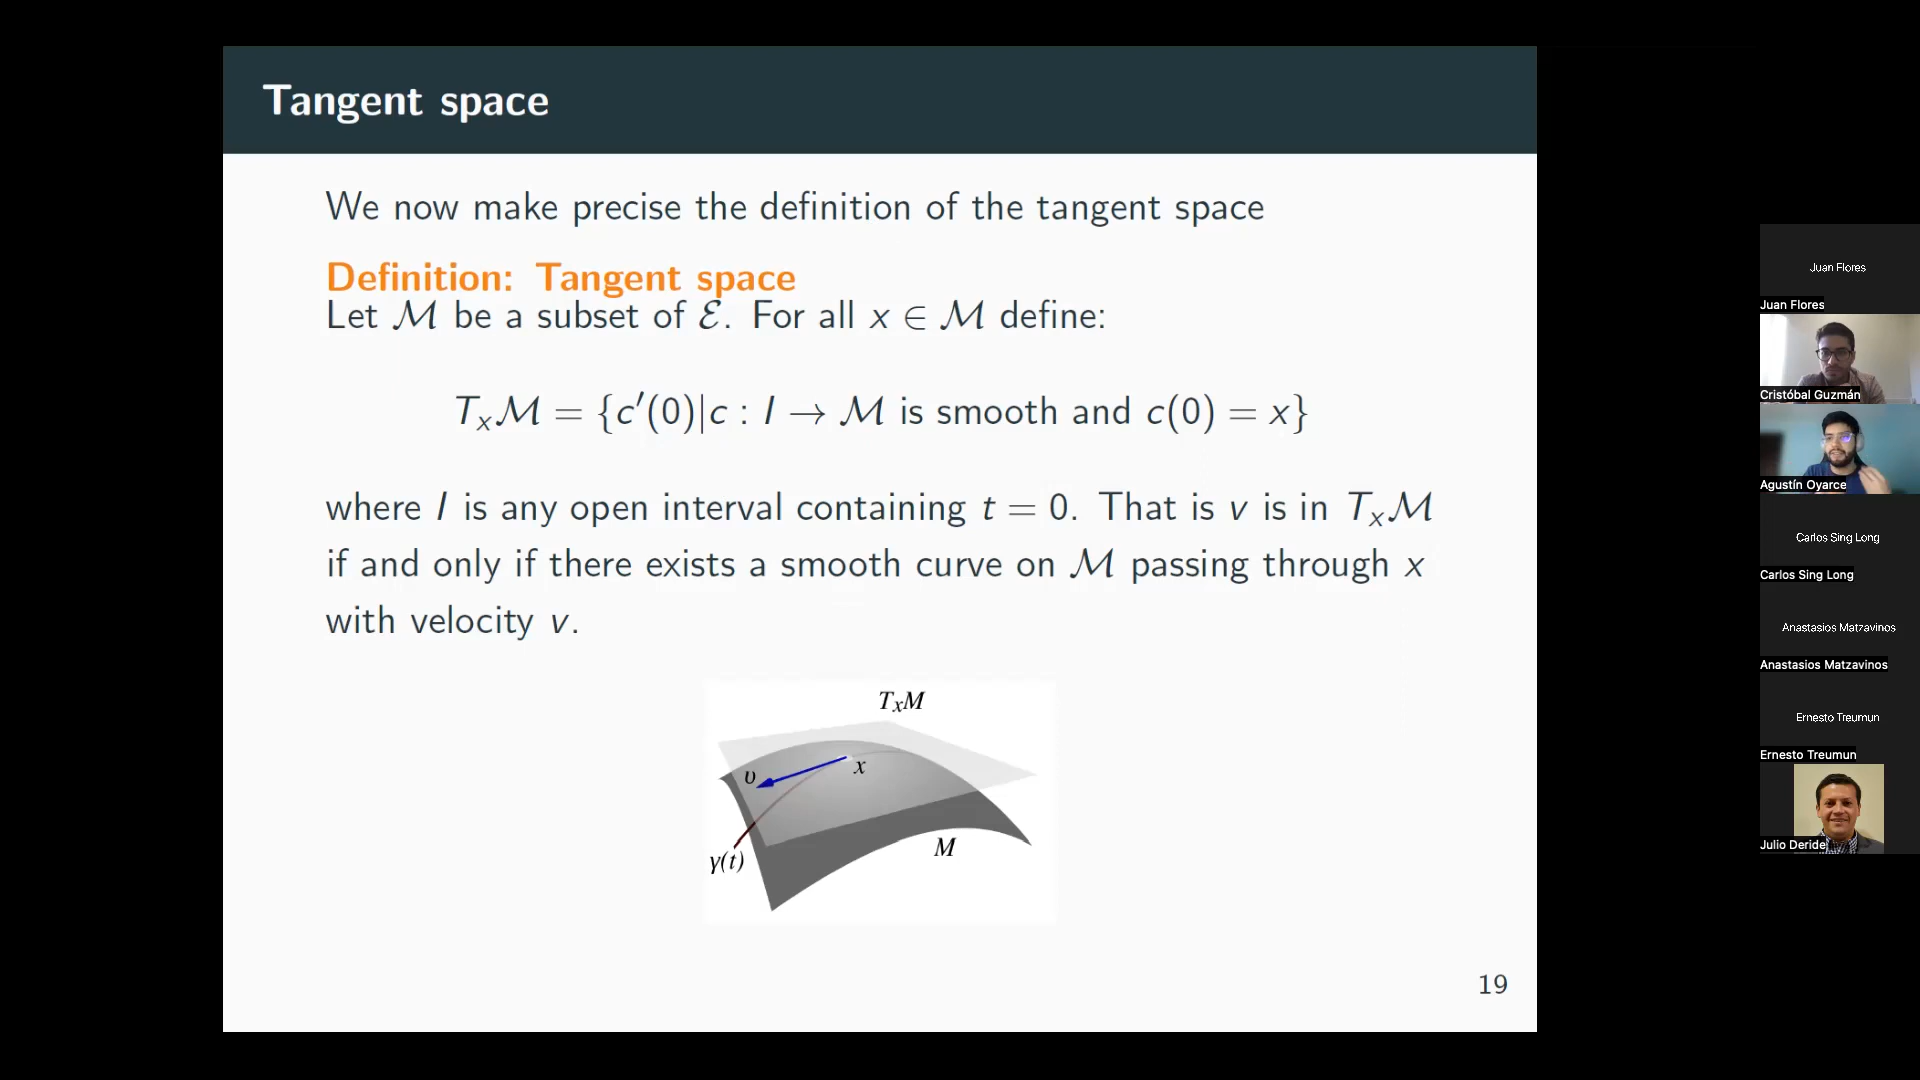 Tangent space
We now make precise the definition of the tangent space
Definition: Tangent space
Let ℳ be a subset of ℰ. For all x ∈ ℳ define:
Tₓℳ = {c′(0)|c : I → ℳ is smooth and c(0) = x}
where I is any open interval containing t = 0. That is v is in Tₓℳ
if and only if there exists a smooth curve on ℳ passing through x
with velocity v.
TₓM
υ
x
γ(t)
M
19
Juan Flores
Juan Flores
Cristóbal Guzmán
Agustín Oyarce
Carlos Sing Long
Carlos Sing Long
Anastasios Matzavinos
Anastasios Matzavinos
Ernesto Treumun
Ernesto Treumun
Julio Deride